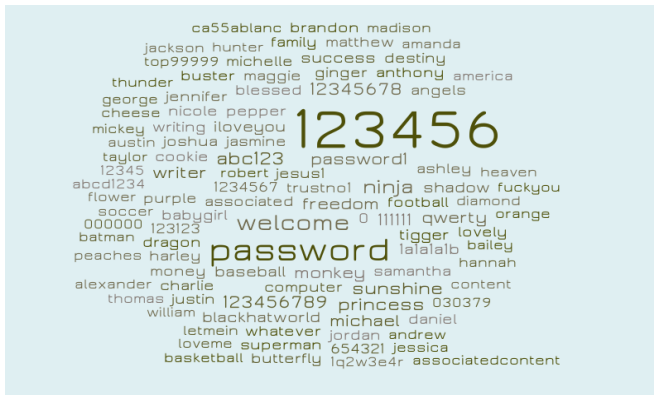 ca55ablanc brandon madison
jackson hunter family matthew amanda
top99999 michelle success destiny
thunder buster maggie ginger anthony america
george jennifer blessed 12345678 angels
cheese nicole pepper 123456
mickey writing iloveyou
austin joshua jasmine
taylor cookie abc123 password1
12345 writer robert jesus1 ashley heaven
abcd1234 1234567 trustno1 ninja shadow fuckyou
flower purple associated freedom football diamond
soccer babygirl welcome 0 111111 qwerty orange
000000 123123
batman dragon password tigger lovely
peaches harley 1a1a1a1b bailey
money baseball monkey samantha hannah
alexander charlie computer sunshine content
thomas justin 123456789 princess 030379
william blackhatworld michael daniel
letmein whatever jordan andrew
loveme superman 654321 jessica
basketball butterfly 1q2w3e4r associatedcontent